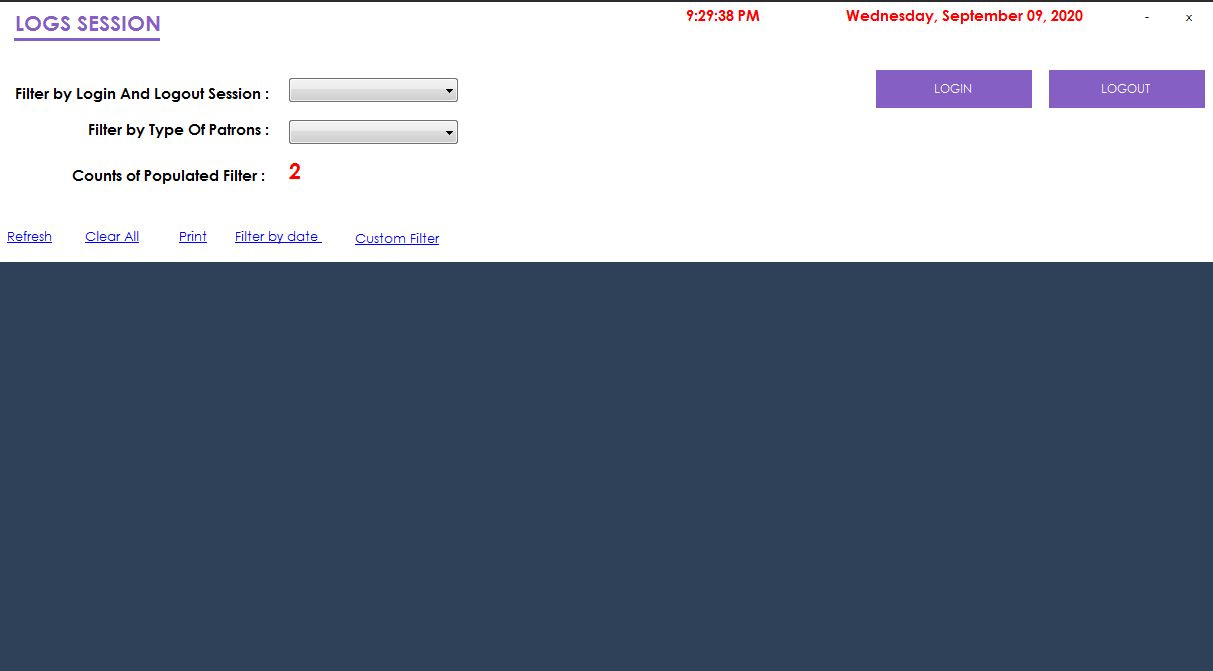 LOGS SESSION
9:29:38 PM
Wednesday, September 09, 2020
- x
Filter by Login And Logout Session :
LOGIN
LOGOUT
Filter by Type Of Patrons :
Counts of Populated Filter : 2
Refresh Clear All Print Filter by date Custom Filter